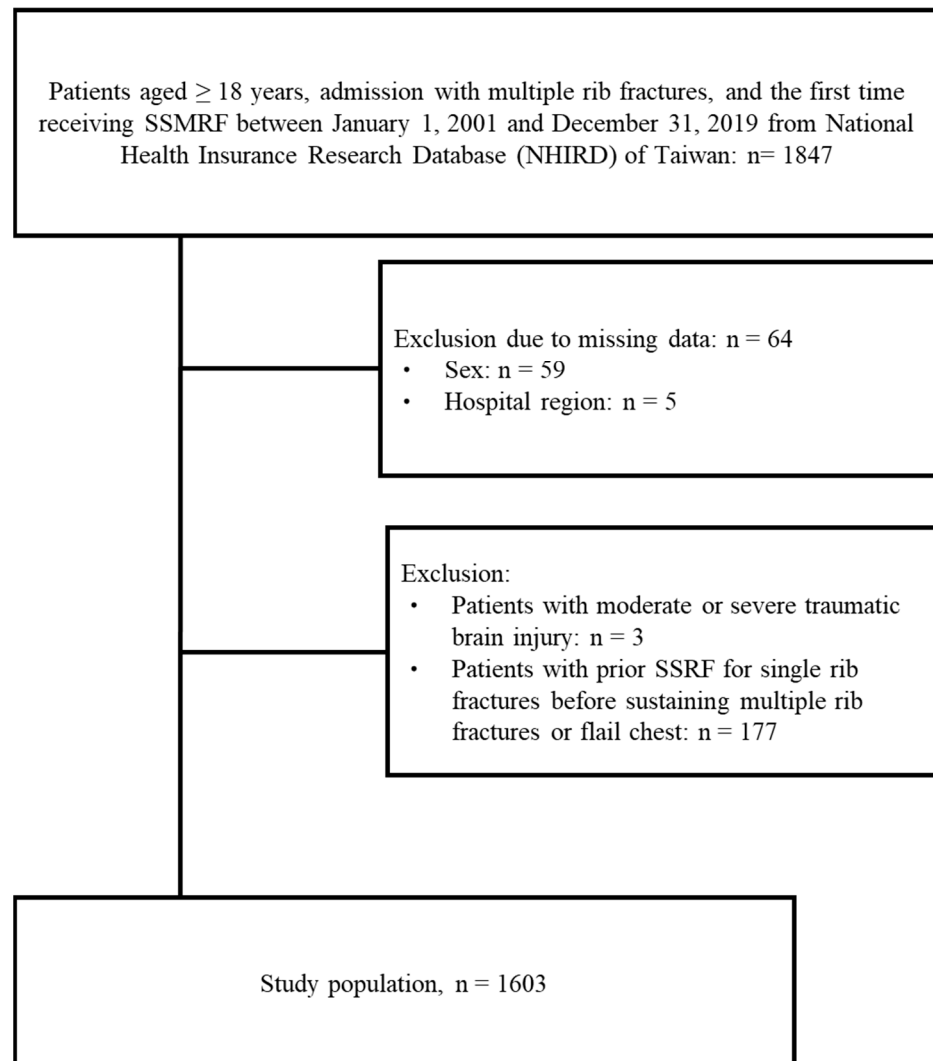 Patients aged ≥ 18 years, admission with multiple rib fractures, and the first time
receiving SSMRF between January 1, 2001 and December 31, 2019 from National
Health Insurance Research Database (NHIRD) of Taiwan: n= 1847
Exclusion due to missing data: n = 64
• Sex: n = 59
• Hospital region: n = 5
Exclusion:
• Patients with moderate or severe traumatic
brain injury: n = 3
• Patients with prior SSRF for single rib
fractures before sustaining multiple rib
fractures or flail chest: n = 177
Study population, n = 1603